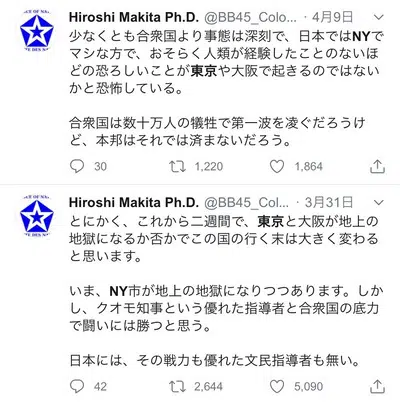 Hiroshi Makita Ph.D. @BB45_Colo... · 4月9日
少なくとも合衆国より事態は深刻で、日本ではNYで
マシな方で、おそらく人類が経験したことのないほ
どの恐ろしいことが東京や大阪で起きるのではない
かと恐怖している。
合衆国は数十万人の犠牲で第一波を凌ぐだろうけ
ど、本邦はそれでは済まないだろう。
30 1,220 1,864
Hiroshi Makita Ph.D. @BB45_Col... · 3月31日
とにかく、これから二週間で、東京と大阪が地上の
地獄になるか否かでこの国の行く末は大きく変わる
と思います。
いま、NY市が地上の地獄になりつつあります。しか
し、クオモ知事という優れた指導者と合衆国の底力
で闘いには勝つと思う。
日本には、その戦力も優れた文民指導者も無い。
42 2,644 5,090